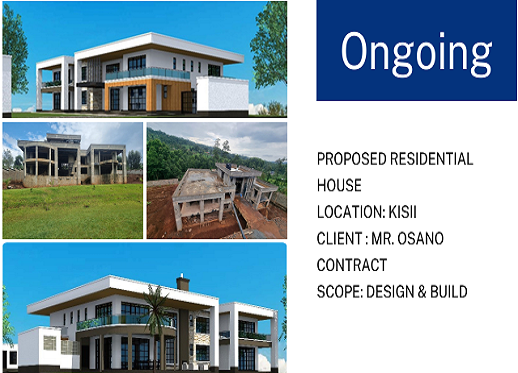 Ongoing
PROPOSED RESIDENTIAL
HOUSE
LOCATION: KISII
CLIENT : MR. OSANO
CONTRACT
SCOPE: DESIGN & BUILD